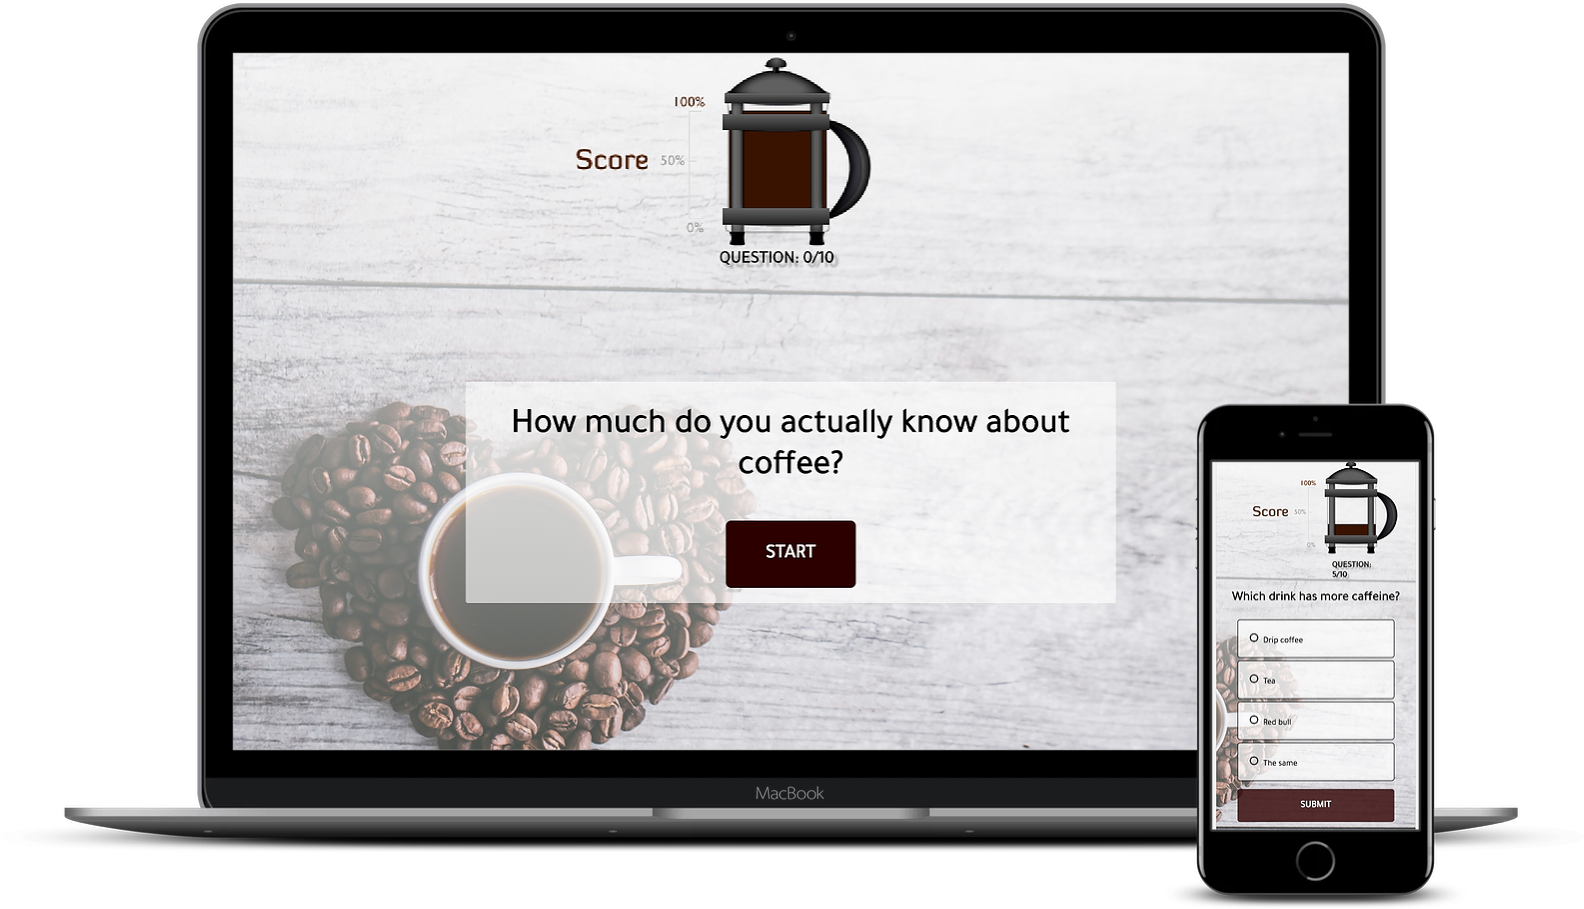 100%
Score 50%
0%
QUESTION: 0/10
How much do you actually know about
coffee?
START
MacBook
100%
Score 50%
0%
QUESTION:
5/10
Which drink has more caffeine?
Drip coffee
Tea
Red bull
The same
SUBMIT